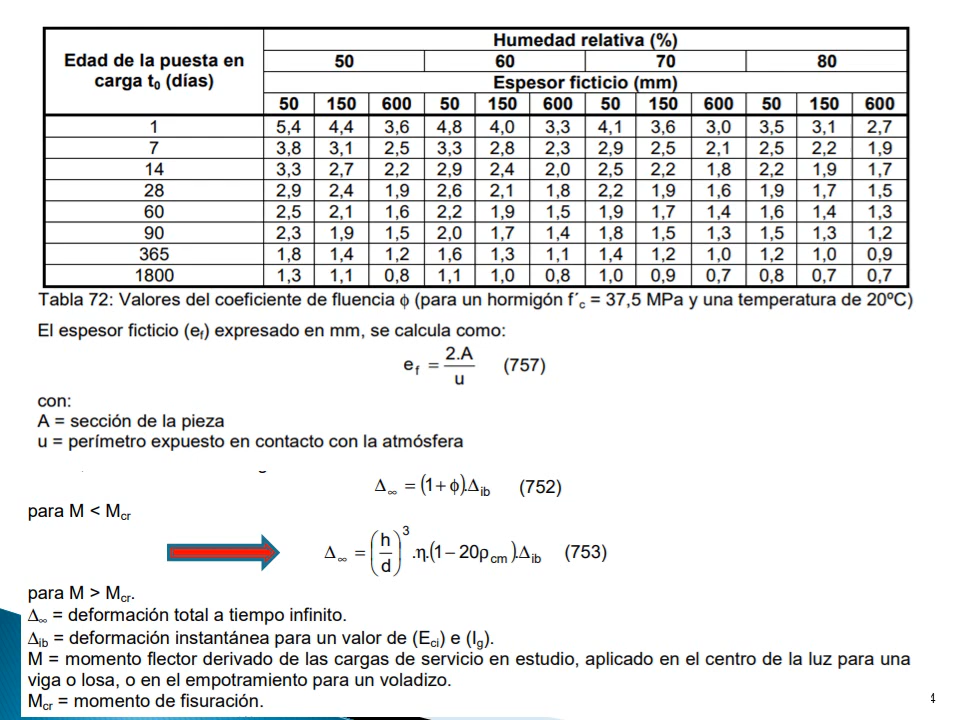 Edad de la puesta en carga t₀ (días) Humedad relativa (%)
50 60 70 80
Espesor ficticio (mm)
50 150 600 50 150 600 50 150 600 50 150 600
1 5,4 4,4 3,6 4,8 4,0 3,3 4,1 3,6 3,0 3,5 3,1 2,7
7 3,8 3,1 2,5 3,3 2,8 2,3 2,9 2,5 2,1 2,5 2,2 1,9
14 3,3 2,7 2,2 2,9 2,4 2,0 2,5 2,2 1,8 2,2 1,9 1,7
28 2,9 2,4 1,9 2,6 2,1 1,8 2,2 1,9 1,6 1,9 1,7 1,5
60 2,5 2,1 1,6 2,2 1,9 1,5 1,9 1,7 1,4 1,6 1,4 1,3
90 2,3 1,9 1,5 2,0 1,7 1,4 1,8 1,5 1,3 1,5 1,3 1,2
365 1,8 1,4 1,2 1,6 1,3 1,1 1,4 1,2 1,0 1,2 1,0 0,9
1800 1,3 1,1 0,8 1,1 1,0 0,8 1,0 0,9 0,7 0,8 0,7 0,7
Tabla 72: Valores del coeficiente de fluencia ϕ (para un hormigón f´c = 37,5 MPa y una temperatura de 20ºC)
El espesor ficticio (ef) expresado en mm, se calcula como:
ef = 2.A / u (757)
con:
A = sección de la pieza
u = perímetro expuesto en contacto con la atmósfera
Δ∞ = (1 + ϕ).Δib (752)
para M < Mcr
Δ∞ = (h / d)³ .η.(1 − 20ρcm).Δib (753)
para M > Mcr.
Δ∞ = deformación total a tiempo infinito.
Δib = deformación instantánea para un valor de (Eci) e (Ig).
M = momento flector derivado de las cargas de servicio en estudio, aplicado en el centro de la luz para una
viga o losa, o en el empotramiento para un voladizo.
Mcr = momento de fisuración.
4